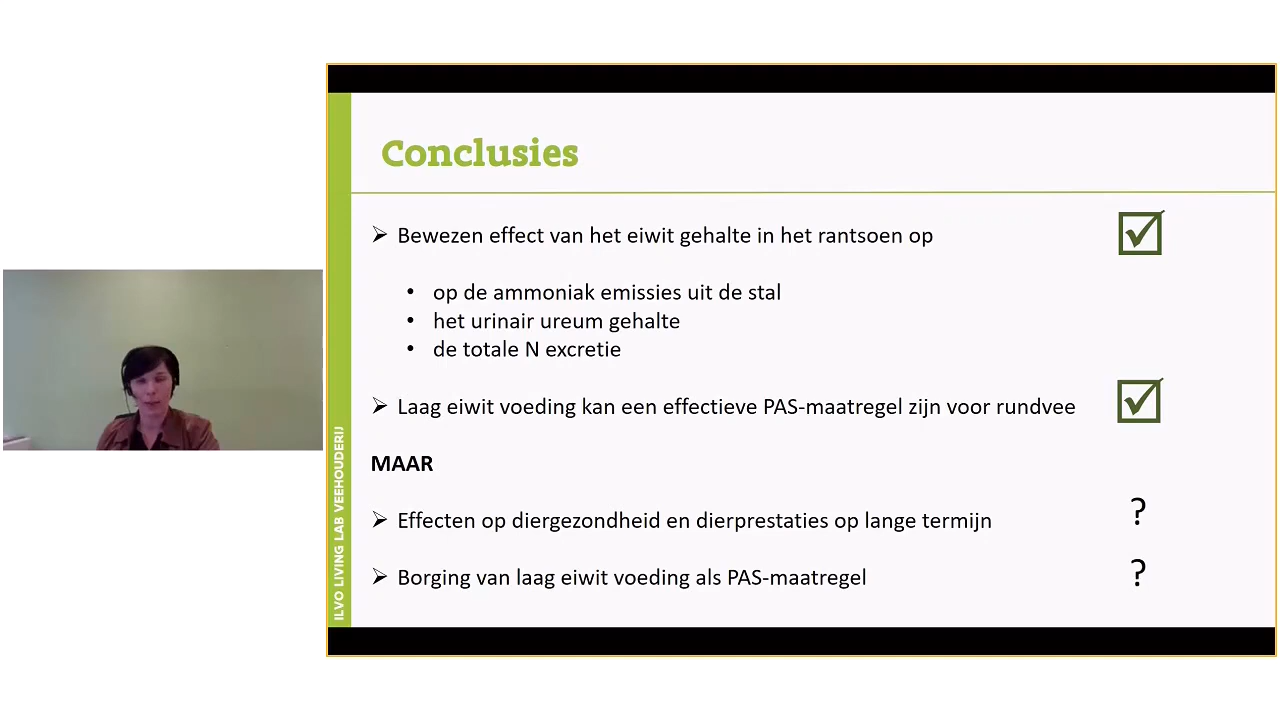 Conclusies
➢ Bewezen effect van het eiwit gehalte in het rantsoen op
• op de ammoniak emissies uit de stal
• het urinair ureum gehalte
• de totale N excretie
➢ Laag eiwit voeding kan een effectieve PAS-maatregel zijn voor rundvee
MAAR
➢ Effecten op diergezondheid en dierprestaties op lange termijn ?
➢ Borging van laag eiwit voeding als PAS-maatregel ?
ILVO LIVING LAB VEEHOUDERIJ